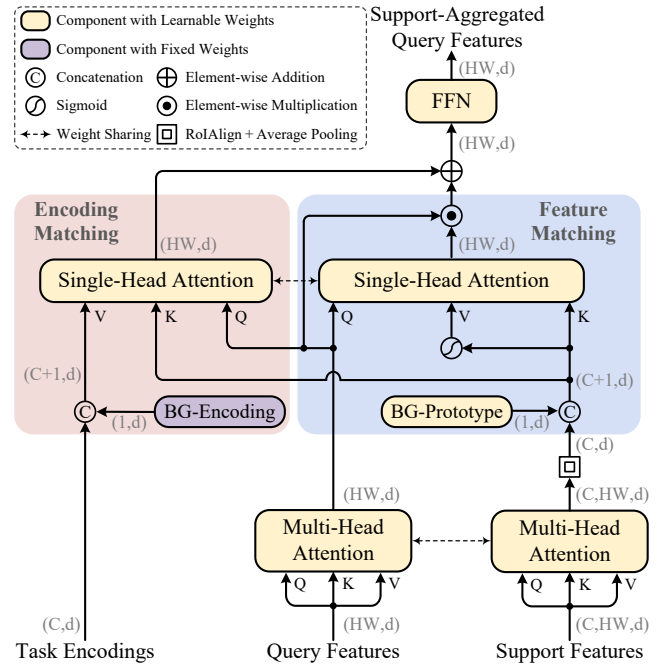 Component with Learnable Weights
Component with Fixed Weights
C Concatenation
Element-wise Addition
Sigmoid
Element-wise Multiplication
Weight Sharing
RoIAlign + Average Pooling
Support-Aggregated
Query Features
(HW,d)
FFN
(HW,d)
Encoding
Matching
Feature
Matching
(HW,d)
(HW,d)
Single-Head Attention
Single-Head Attention
V
K
Q
Q
V
K
(C+1,d)
(C+1,d)
C
BG-Encoding
(1,d)
BG-Prototype
C
(1,d)
(C,d)
(HW,d)
(C,HW,d)
Multi-Head
Attention
Multi-Head
Attention
Q
K
V
Q
K
V
(C,d)
(HW,d)
(C,HW,d)
Task Encodings
Query Features
Support Features